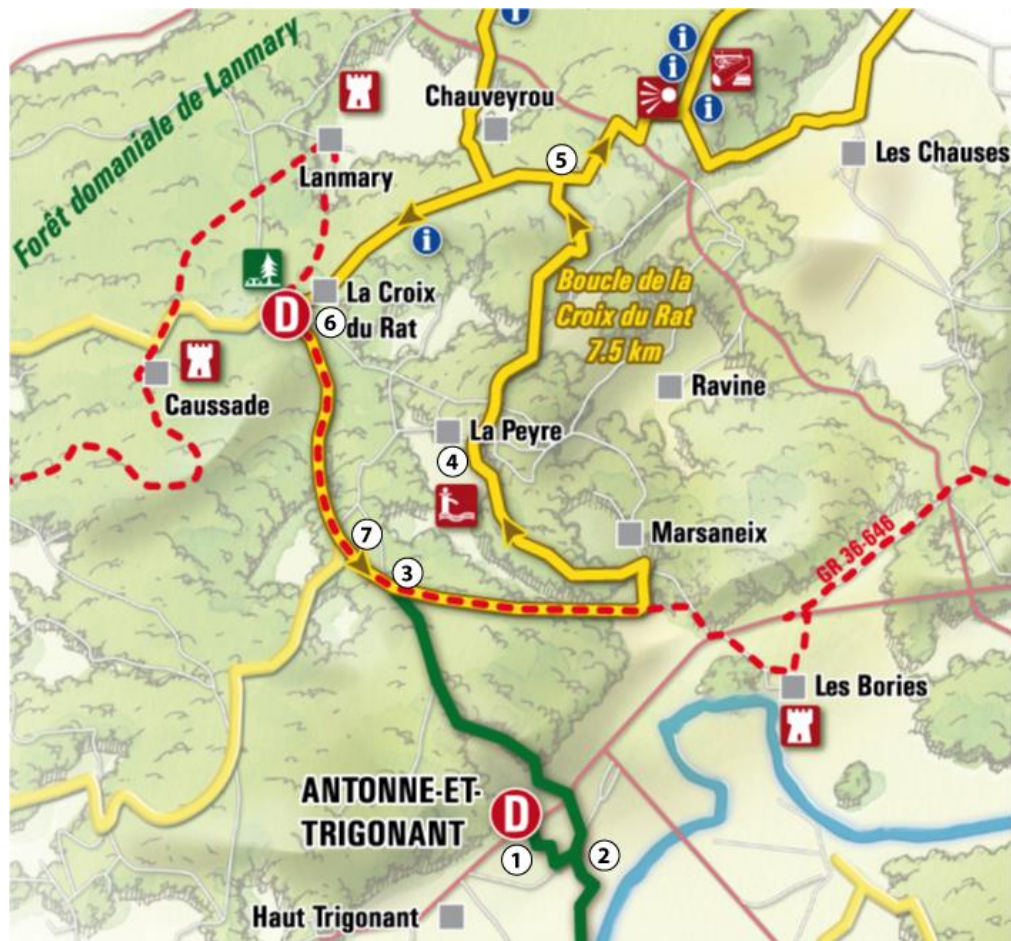 Forêt domaniale de Lanmary
i
i
i
i
Chauveyrou
Lanmary
Les Chauses
5
i
La Croix
du Rat
D
6
Boucle de la
Croix du Rat
7.5 km
Caussade
Ravine
La Peyre
4
Marsaneix
GR 36-646
7
3
Les Bories
ANTONNE-ET-
TRIGONANT
D
1
2
Haut Trigonant